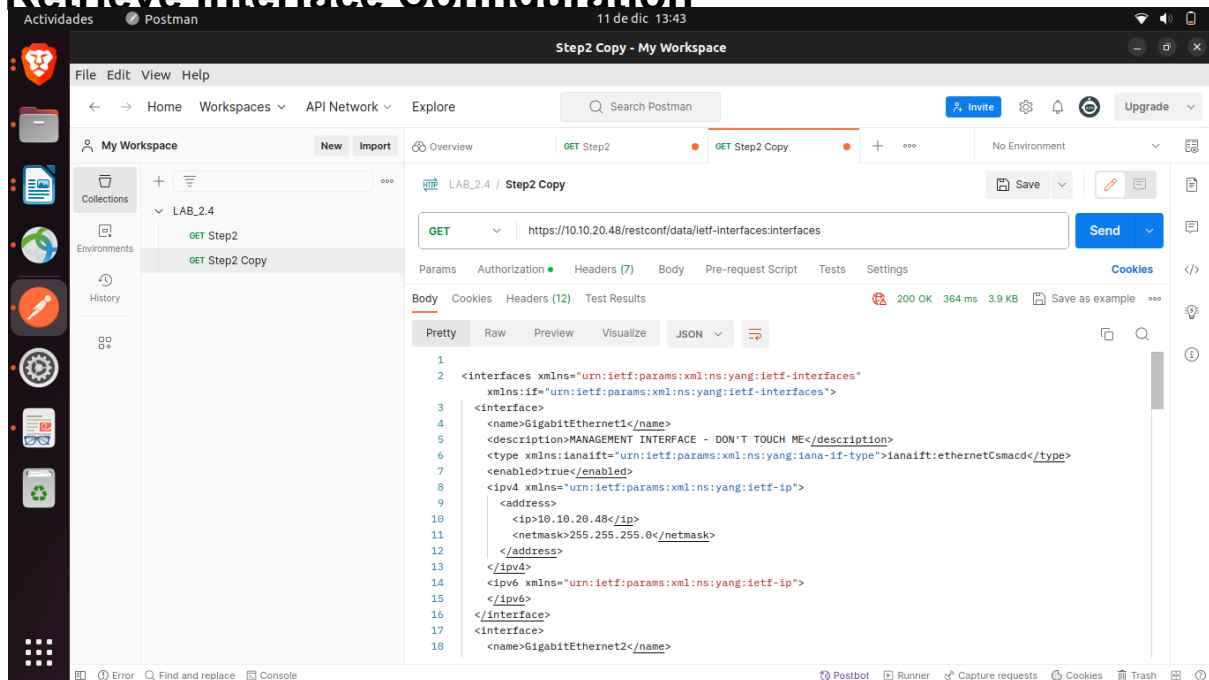 Retrieve Interface Configuration
Actividades Postman 11 de dic 13:43
Step2 Copy - My Workspace
File Edit View Help
Home Workspaces API Network Explore Search Postman Invite Upgrade
My Workspace New Import Overview GET Step2 GET Step2 Copy No Environment
Collections
Environments
History
LAB_2.4
GET Step2
GET Step2 Copy
HTTP LAB_2.4 / Step2 Copy Save
GET https://10.10.20.48/restconf/data/ietf-interfaces:interfaces Send
Params Authorization Headers (7) Body Pre-request Script Tests Settings Cookies
Body Cookies Headers (12) Test Results 200 OK 364 ms 3.9 KB Save as example
Pretty Raw Preview Visualize JSON
1
2 <interfaces xmlns="urn:ietf:params:xml:ns:yang:ietf-interfaces"
xmlns:if="urn:ietf:params:xml:ns:yang:ietf-interfaces">
3 <interface>
4 <name>GigabitEthernet1</name>
5 <description>MANAGEMENT INTERFACE - DON'T TOUCH ME</description>
6 <type xmlns:ianaift="urn:ietf:params:xml:ns:yang:iana-if-type">ianaift:ethernetCsmacd</type>
7 <enabled>true</enabled>
8 <ipv4 xmlns="urn:ietf:params:xml:ns:yang:ietf-ip">
9 <address>
10 <ip>10.10.20.48</ip>
11 <netmask>255.255.255.0</netmask>
12 </address>
13 </ipv4>
14 <ipv6 xmlns="urn:ietf:params:xml:ns:yang:ietf-ip">
15 </ipv6>
16 </interface>
17 <interface>
18 <name>GigabitEthernet2</name>
Error Find and replace Console Postbot Runner Capture requests Cookies Trash